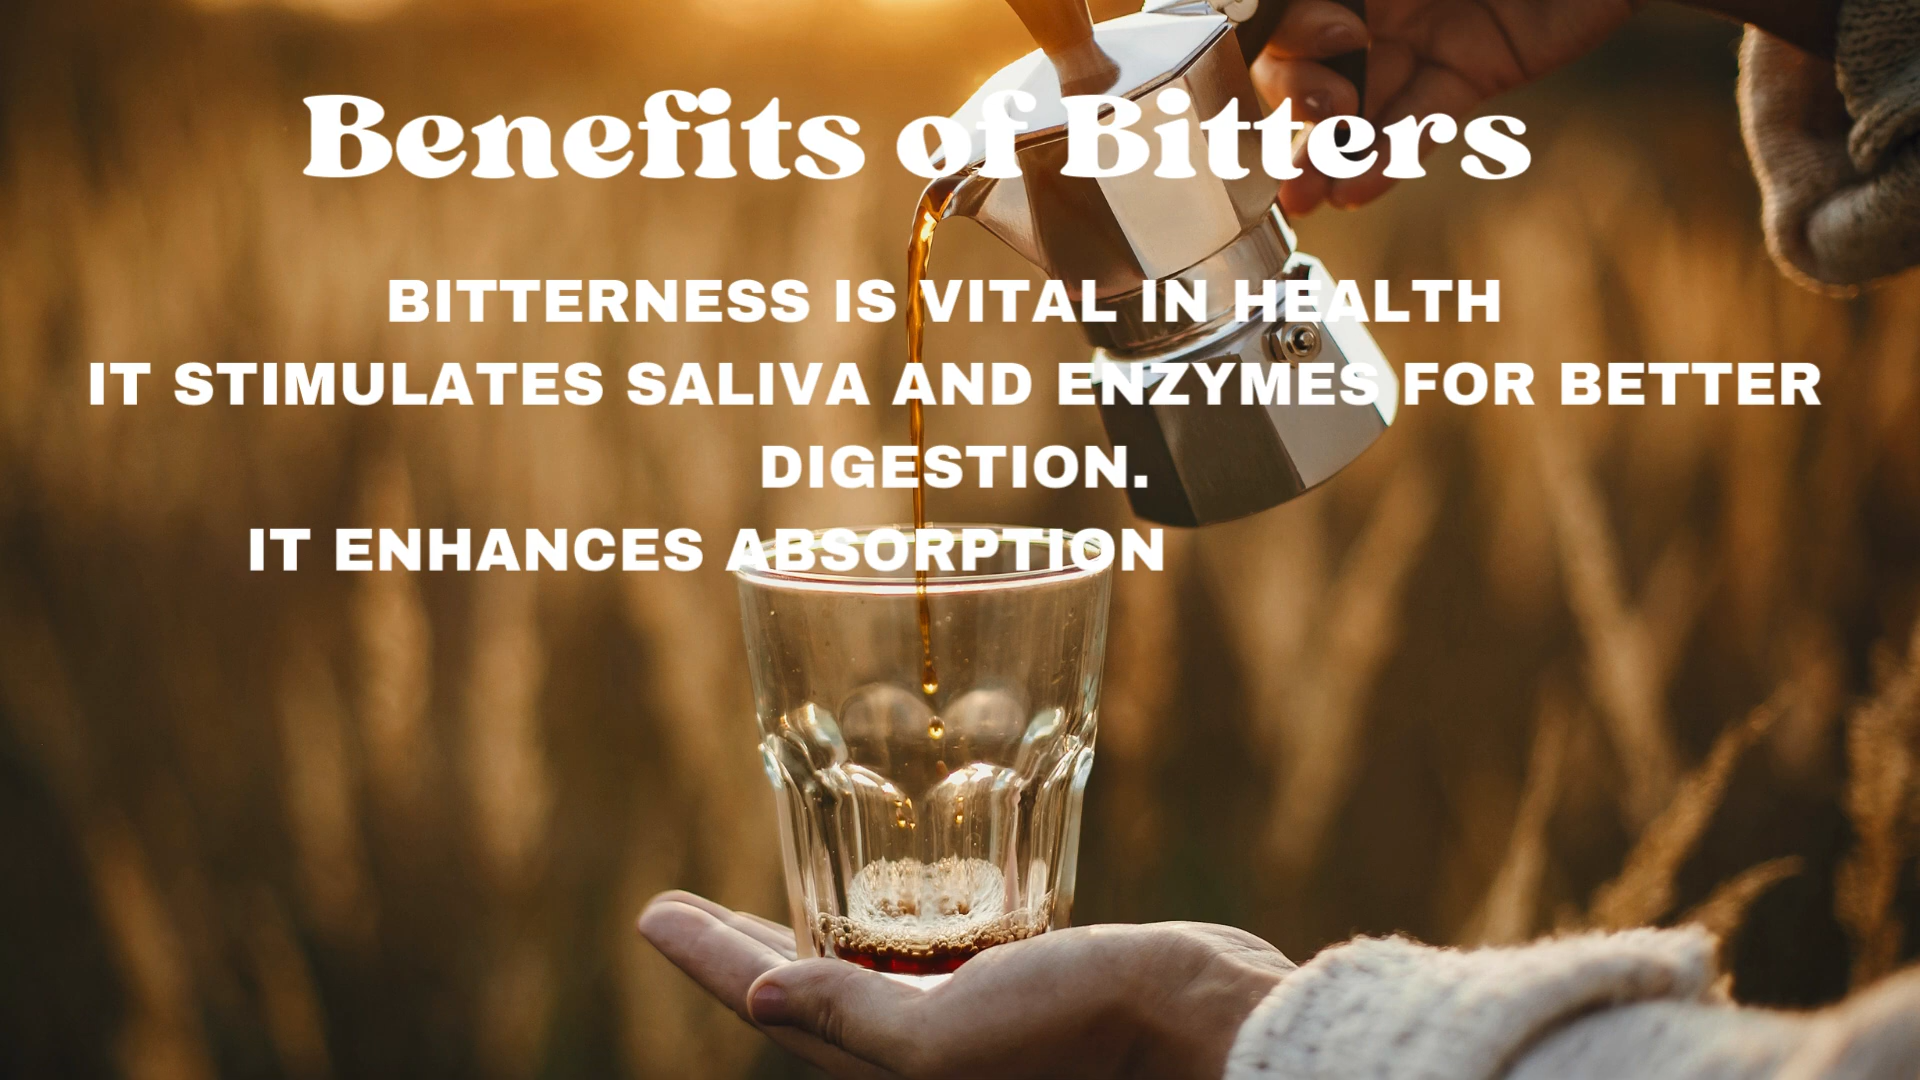 Benefits of Bitters
BITTERNESS IS VITAL IN HEALTH
IT STIMULATES SALIVA AND ENZYMES FOR BETTER
DIGESTION.
IT ENHANCES ABSORPTION